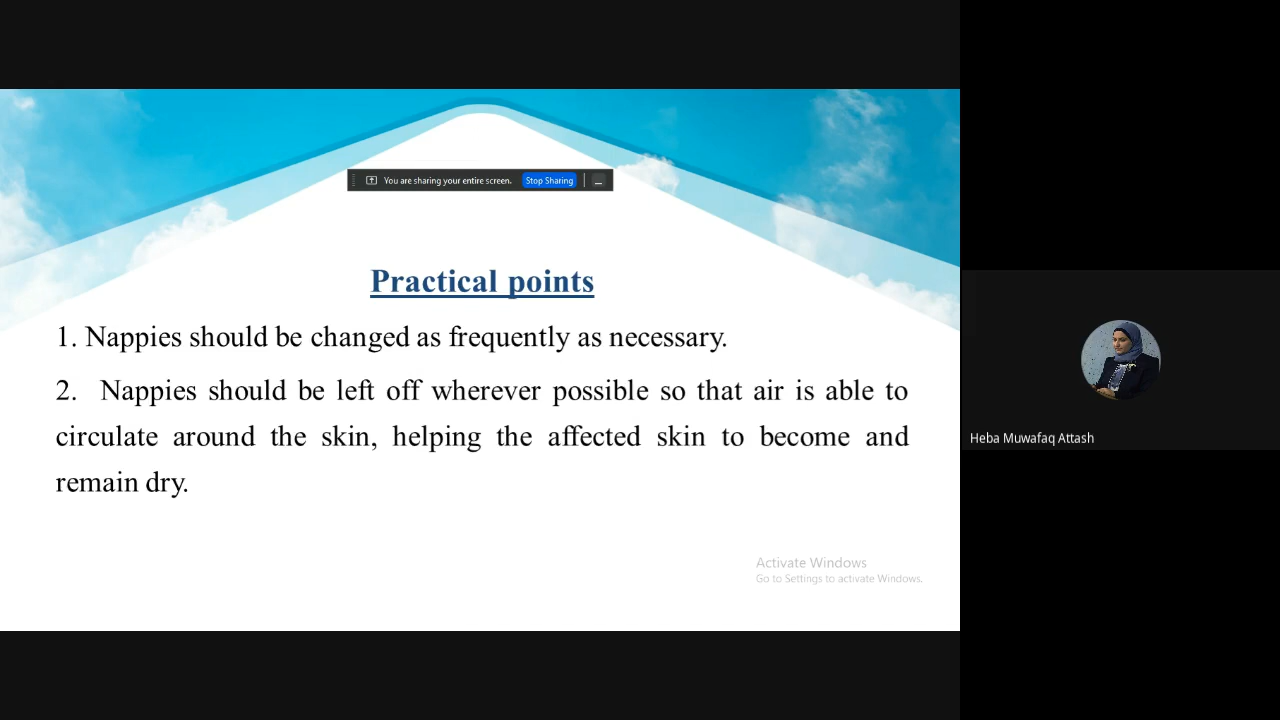 You are sharing your entire screen. Stop Sharing
Practical points
1. Nappies should be changed as frequently as necessary.
2. Nappies should be left off wherever possible so that air is able to
circulate around the skin, helping the affected skin to become and
remain dry.
Heba Muwafaq Attash
Activate Windows
Go to Settings to activate Windows.